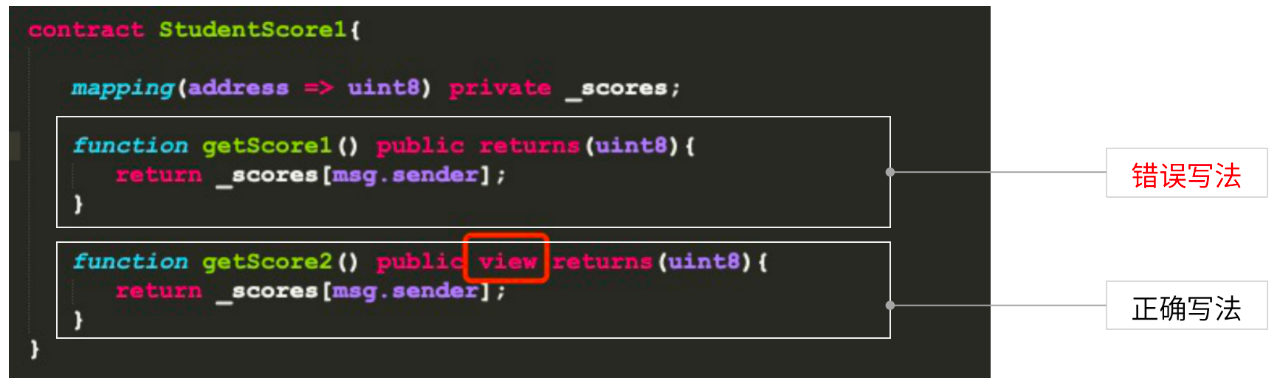 contract StudentScore1{
mapping(address => uint8) private _scores;
function getScore1() public returns(uint8){
return _scores[msg.sender];
}
错误写法
function getScore2() public view returns(uint8){
return _scores[msg.sender];
}
正确写法
}